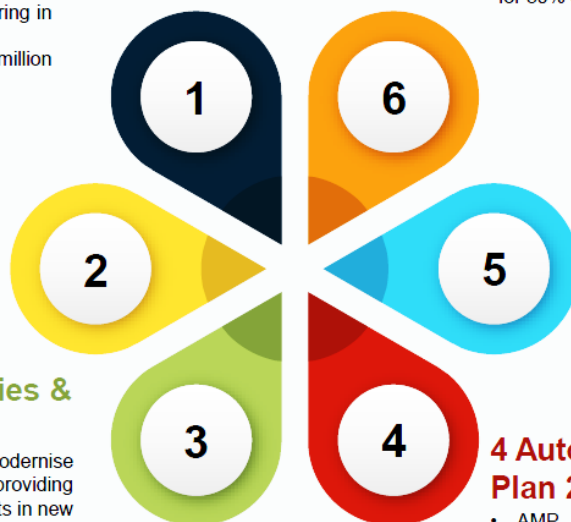 ring in
million
1
6
2
5
ies &
3
4
odernise
providing
ts in new
4 Aut
Plan 2
• AMP